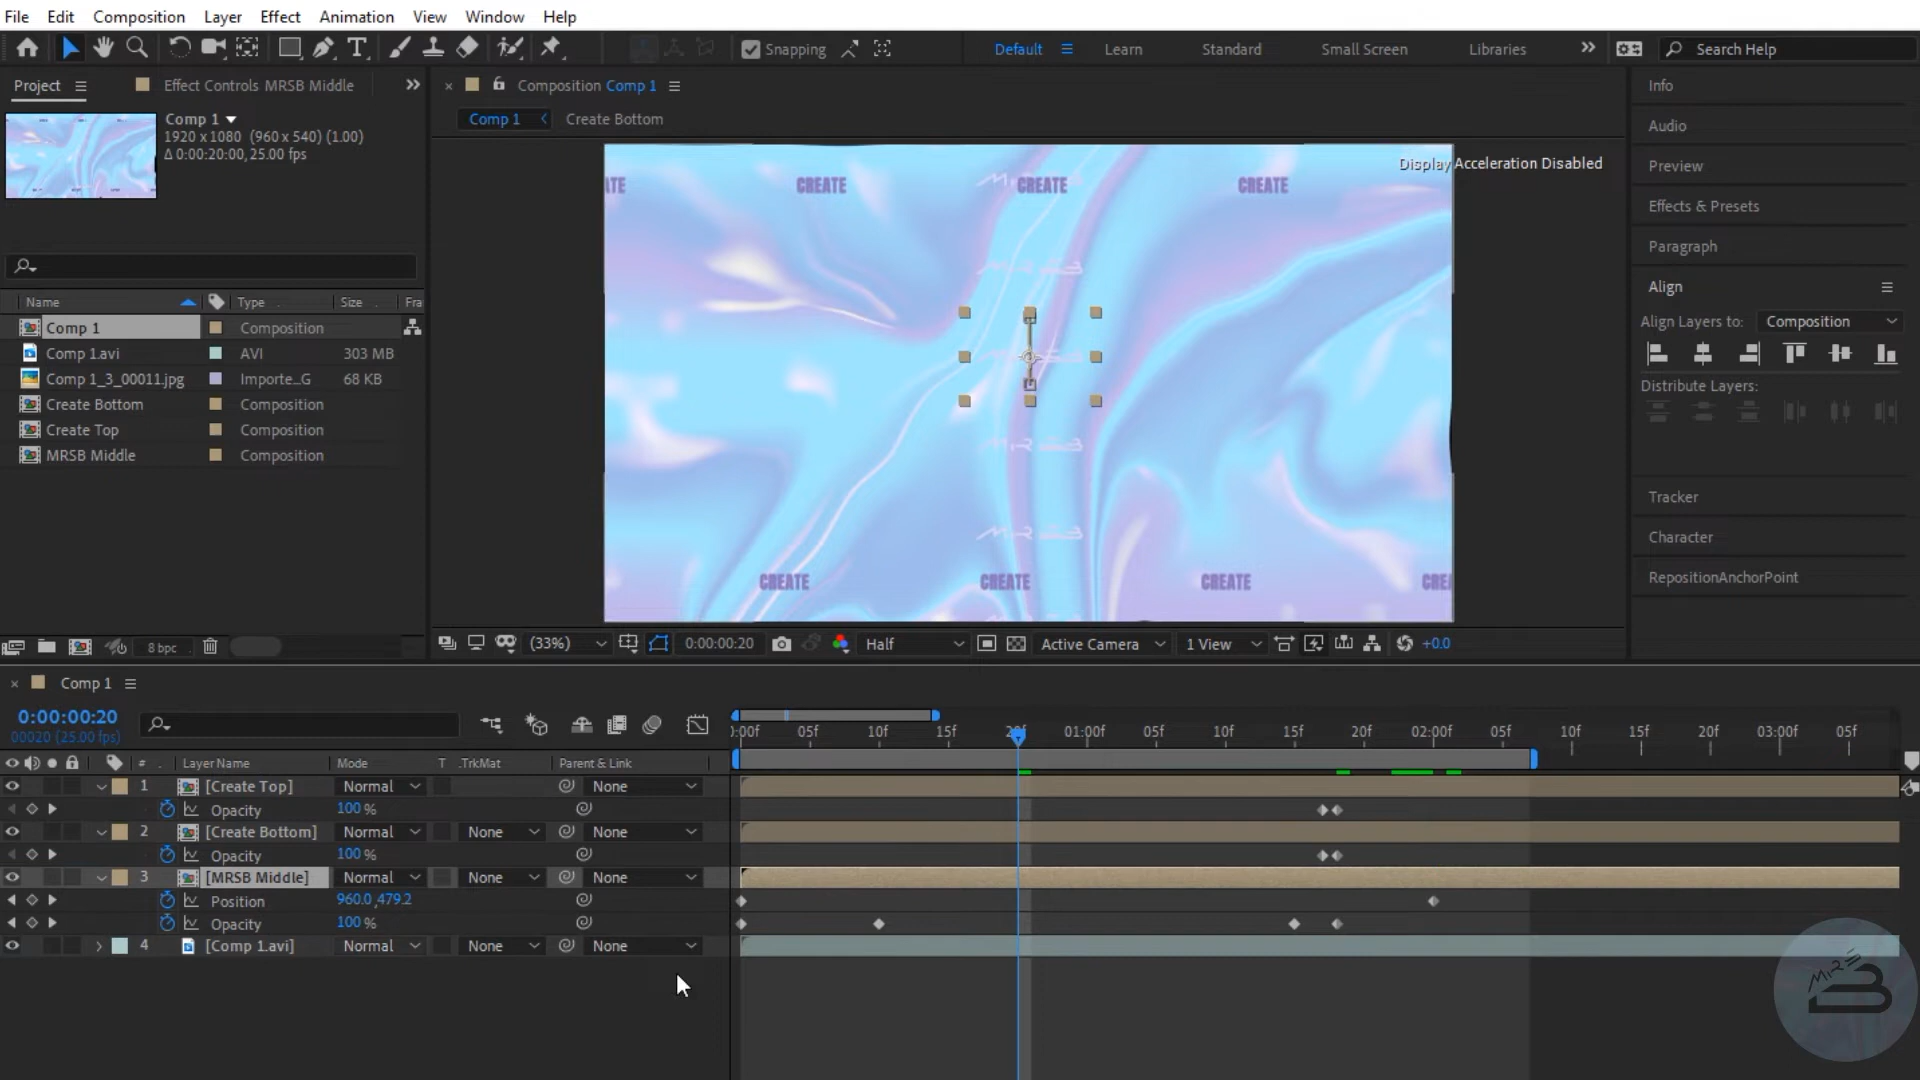 File Edit Composition Layer Effect Animation View Window Help
Snapping Default Learn Standard Small Screen Libraries Search Help
Project Effect Controls MRSB Middle
Composition Comp 1
Comp 1
1920 x 1080 (960 x 540) (1.00)
Δ 0:00:20:00, 25.00 fps
Comp 1 Create Bottom
Display Acceleration Disabled
CREATE CREATE CREATE
CREATE CREATE CREATE
Name Type Size Fra
Comp 1 Composition
Comp 1.avi AVI 303 MB
Comp 1_3_00011.jpg Importe...G 68 KB
Create Bottom Composition
Create Top Composition
MRSB Middle Composition
8 bpc
(33%) 0:00:00:20 Half Active Camera 1 View +0.0
Info
Audio
Preview
Effects & Presets
Paragraph
Align
Align Layers to: Composition
Distribute Layers:
Tracker
Character
RepositionAnchorPoint
Comp 1
0:00:00:20
00020 (25.00 fps)
:00f 05f 10f 15f 20f 01:00f 05f 10f 15f 20f 02:00f 05f 10f 15f 20f 03:00f 05f
# Layer Name Mode T .TrkMat Parent & Link
1 [Create Top] Normal None
Opacity 100 %
2 [Create Bottom] Normal None None
Opacity 100 %
3 [MRSB Middle] Normal None None
Position 960.0,479.2
Opacity 100 %
4 [Comp 1.avi] Normal None None